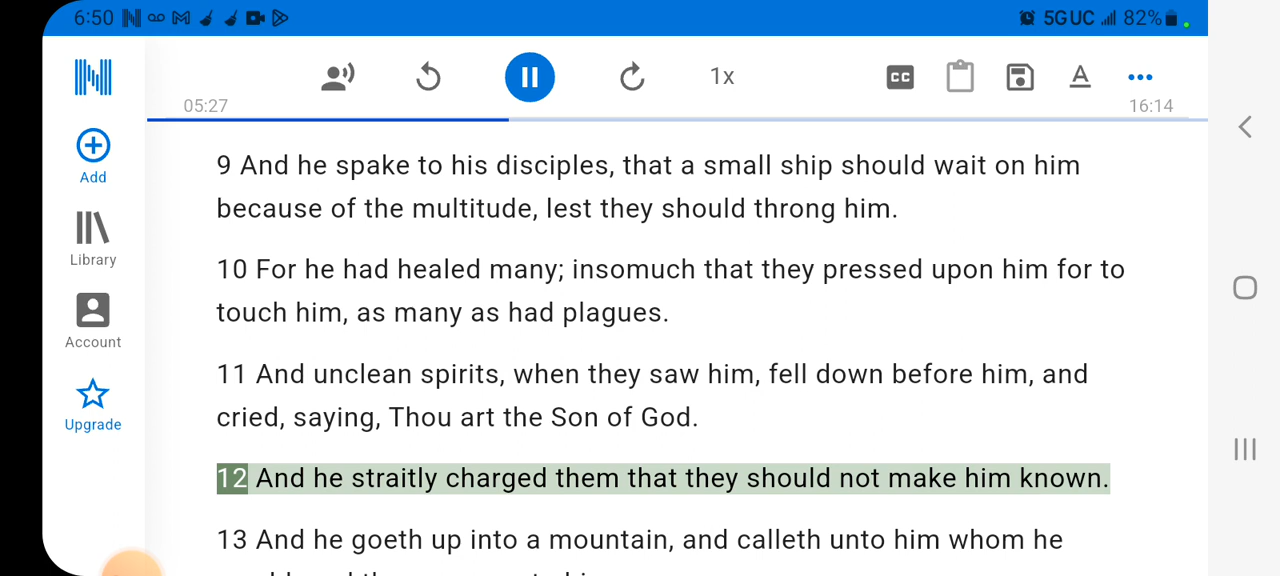 6:50
5G UC 82%
1x
CC
A
05:27
16:14
Add
Library
Account
Upgrade
9 And he spake to his disciples, that a small ship should wait on him
because of the multitude, lest they should throng him.
10 For he had healed many; insomuch that they pressed upon him for to
touch him, as many as had plagues.
11 And unclean spirits, when they saw him, fell down before him, and
cried, saying, Thou art the Son of God.
12 And he straitly charged them that they should not make him known.
13 And he goeth up into a mountain, and calleth unto him whom he